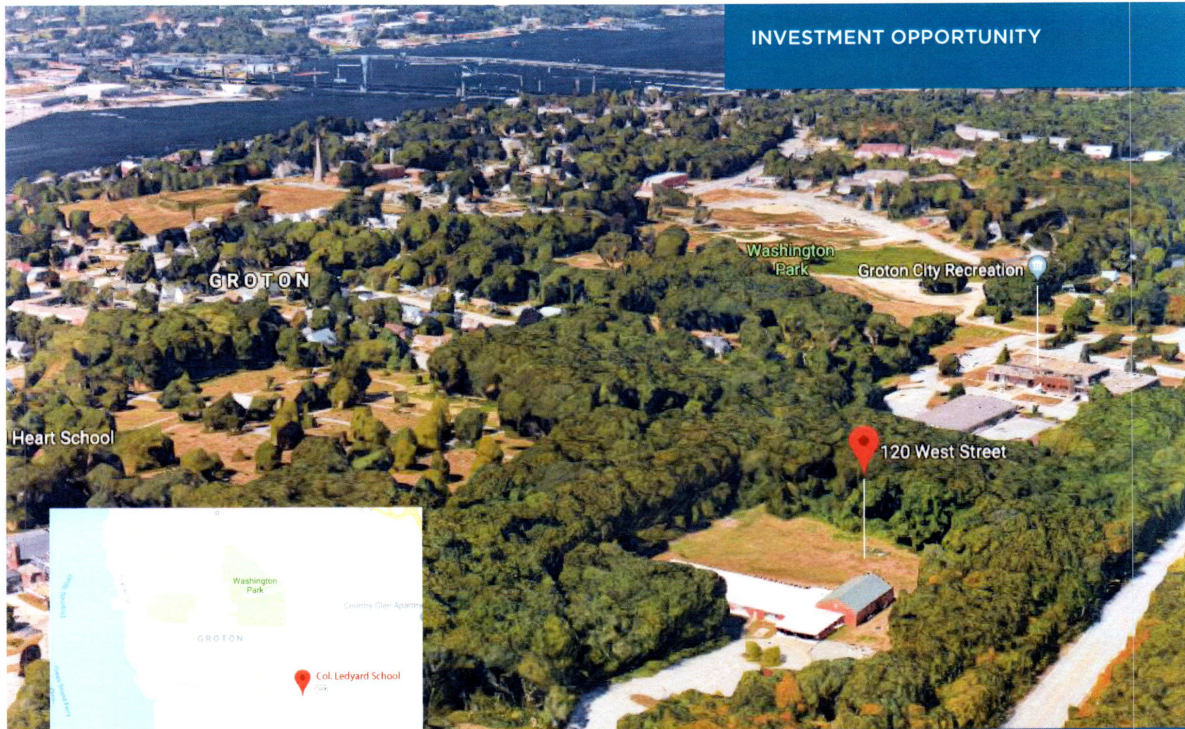 INVESTMENT OPPORTUNITY
Washington
Park
Groton City Recreation
GROTON
Heart School
120 West Street
Washington
Park
GROTON
Col. Ledyard School